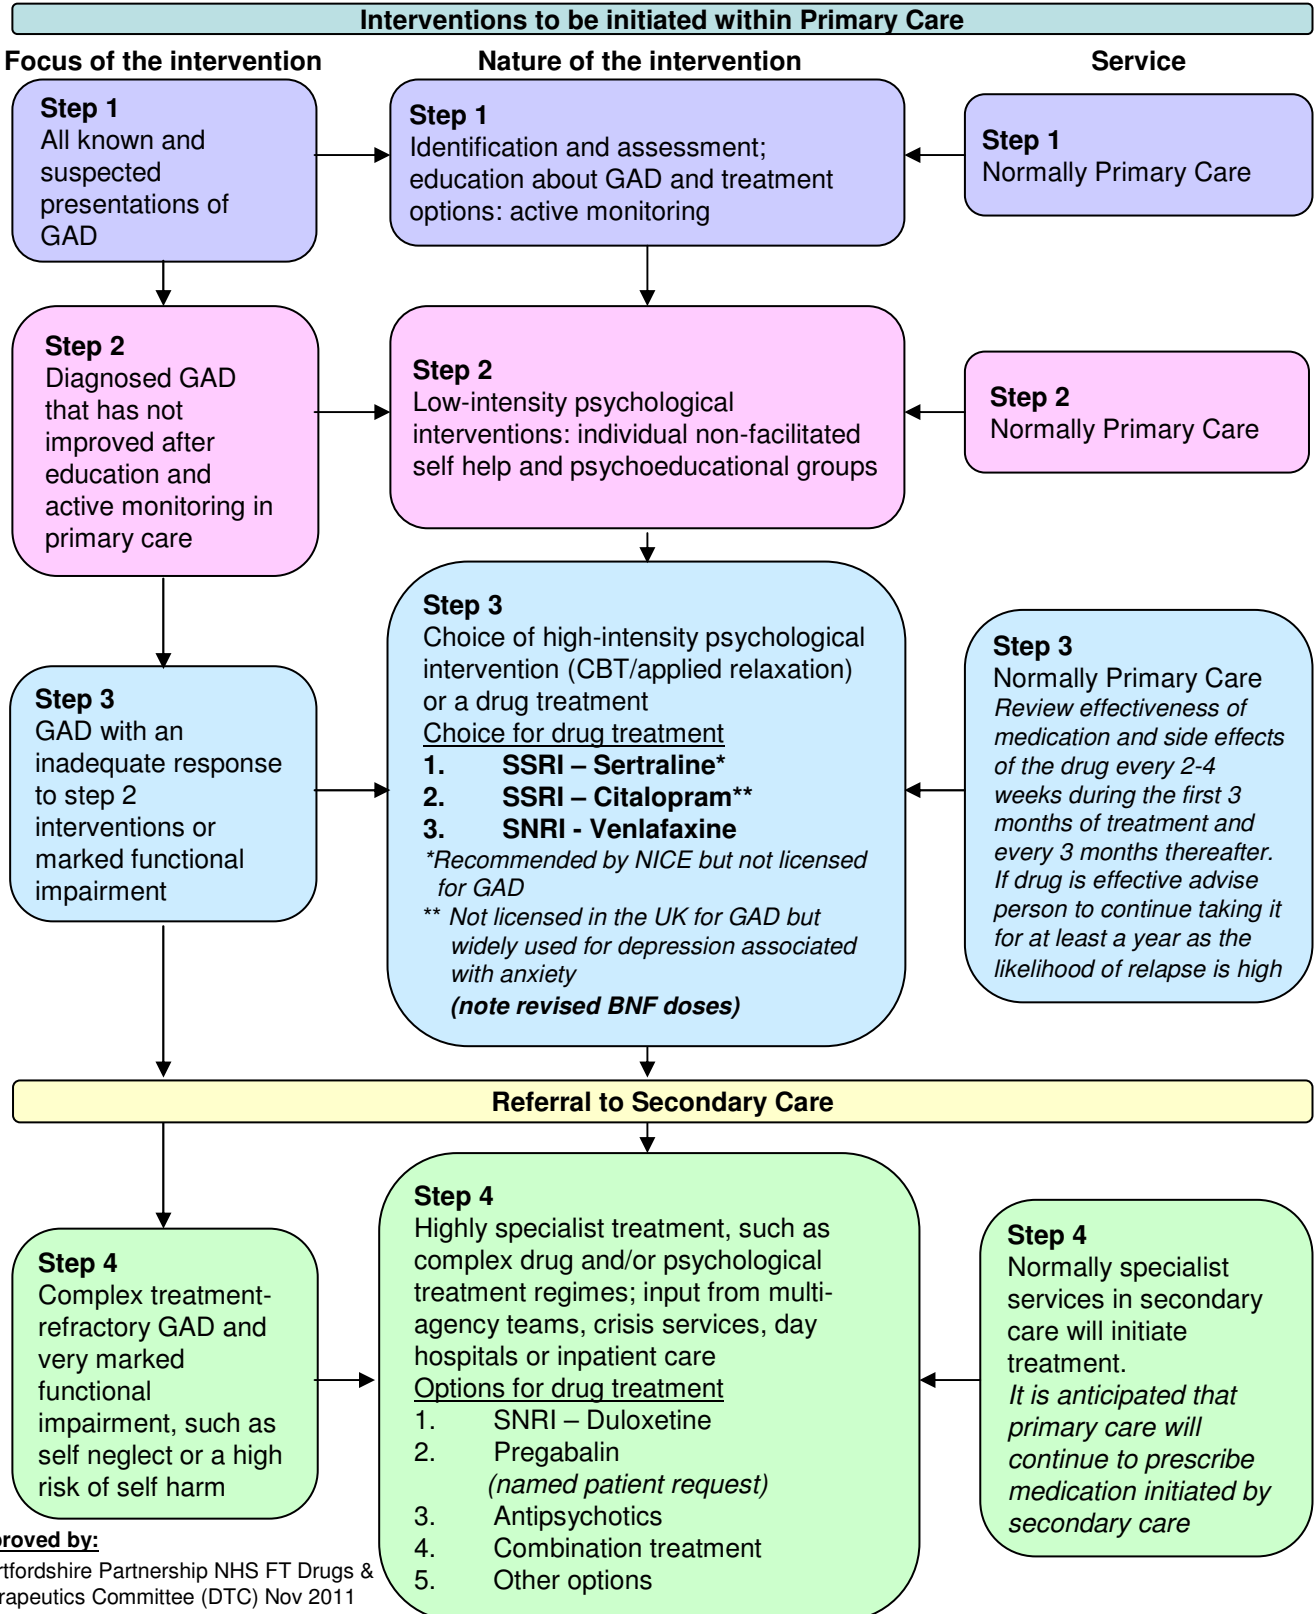 Interventions to be initiated within Primary Care
Focus of the intervention
Nature of the intervention
Service
Step 1
All known and
suspected
presentations of
GAD
Step 1
Identification and assessment;
education about GAD and treatment
options: active monitoring
Step 1
Normally Primary Care
Step 2
Diagnosed GAD
that has not
improved after
education and
active monitoring in
primary care
Step 2
Low-intensity psychological
interventions: individual non-facilitated
self help and psychoeducational groups
Step 2
Normally Primary Care
Step 3
GAD with an
inadequate response
to step 2
interventions or
marked functional
impairment
Step 3
Choice of high-intensity psychological
intervention (CBT/applied relaxation)
or a drug treatment
Choice for drug treatment
1. SSRI – Sertraline*
2. SSRI – Citalopram**
3. SNRI - Venlafaxine
*Recommended by NICE but not licensed
for GAD
** Not licensed in the UK for GAD but
widely used for depression associated
with anxiety
(note revised BNF doses)
Step 3
Normally Primary Care
Review effectiveness of
medication and side effects
of the drug every 2-4
weeks during the first 3
months of treatment and
every 3 months thereafter.
If drug is effective advise
person to continue taking it
for at least a year as the
likelihood of relapse is high
Referral to Secondary Care
Step 4
Complex treatment-
refractory GAD and
very marked
functional
impairment, such as
self neglect or a high
risk of self harm
Step 4
Highly specialist treatment, such as
complex drug and/or psychological
treatment regimes; input from multi-
agency teams, crisis services, day
hospitals or inpatient care
Options for drug treatment
1. SNRI – Duloxetine
2. Pregabalin
(named patient request)
3. Antipsychotics
4. Combination treatment
5. Other options
Step 4
Normally specialist
services in secondary
care will initiate
treatment.
It is anticipated that
primary care will
continue to prescribe
medication initiated by
secondary care
proved by:
rtfordshire Partnership NHS FT Drugs &
rapeutics Committee (DTC) Nov 2011